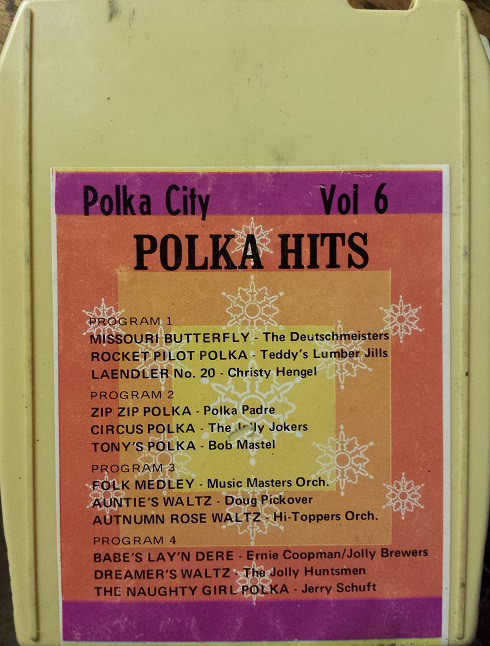 Polka City Vol 6
POLKA HITS
PROGRAM 1
MISSOURI BUTTERFLY - The Deutschmeisters
ROCKET PILOT POLKA - Teddy's Lumber Jills
LAENDLER No. 20 - Christy Hengel
PROGRAM 2
ZIP ZIP POLKA - Polka Padre
CIRCUS POLKA - The Jolly Jokers
TONY'S POLKA - Bob Mastel
PROGRAM 3
FOLK MEDLEY - Music Masters Orch.
AUNTIE'S WALTZ - Doug Pickover
AUTNUMN ROSE WALTZ - Hi-Toppers Orch.
PROGRAM 4
BABE'S LAY'N DERE - Ernie Coopman/Jolly Brewers
DREAMER'S WALTZ - The Jolly Huntsmen
THE NAUGHTY GIRL POLKA - Jerry Schuft